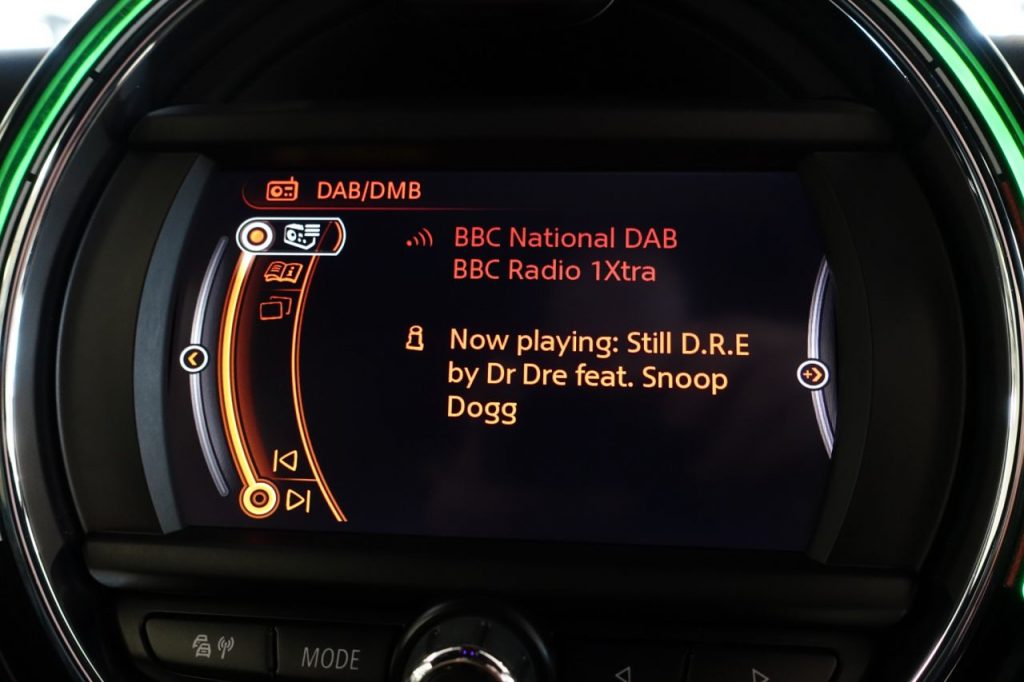 DAB/DMB
BBC National DAB
BBC Radio 1Xtra
Now playing: Still D.R.E
by Dr Dre feat. Snoop
Dogg
MODE